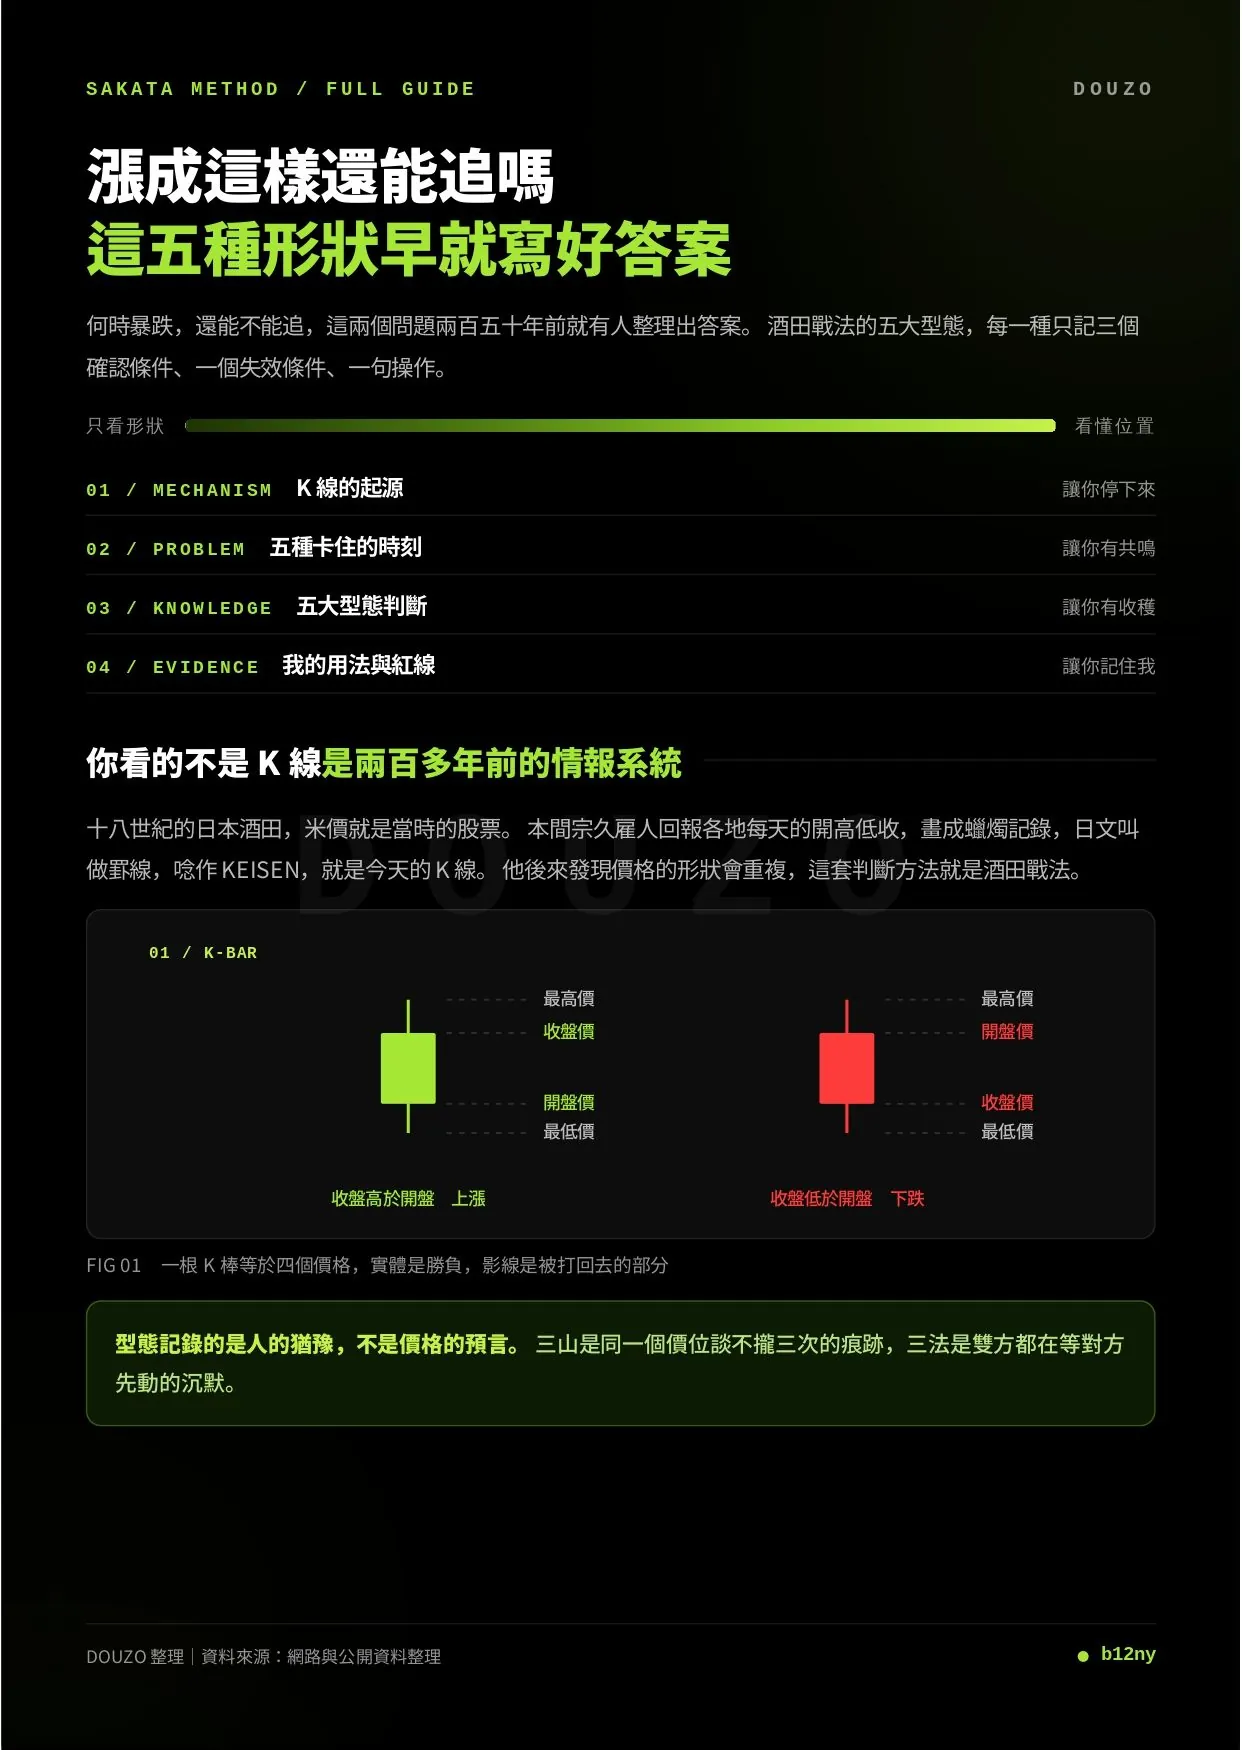 SAKATA METHOD / FULL GUIDE
DOUZO
漲成這樣還能追嗎
這五種形狀早就寫好答案
何時暴跌，還能不能追，這兩個問題兩百五十年前就有人整理出答案。 酒田戰法的五大型態，每一種只記三個
確認條件、一個失效條件、一句操作。
只看形狀
看懂位置
01 / MECHANISM K 線的起源 讓你停下來
02 / PROBLEM 五種卡住的時刻 讓你有共鳴
03 / KNOWLEDGE 五大型態判斷 讓你有收穫
04 / EVIDENCE 我的用法與紅線 讓你記住我
你看的不是 K 線是兩百多年前的情報系統
十八世紀的日本酒田，米價就是當時的股票。 本間宗久雇人回報各地每天的開高低收，畫成蠟燭記錄，日文叫
做罫線，唸作 KEISEN，就是今天的 K 線。 他後來發現價格的形狀會重複，這套判斷方法就是酒田戰法。
DOUZO
01 / K-BAR
最高價
收盤價
開盤價
最低價
收盤高於開盤 上漲
最高價
開盤價
收盤價
最低價
收盤低於開盤 下跌
FIG 01 一根 K 棒等於四個價格，實體是勝負，影線是被打回去的部分
型態記錄的是人的猶豫，不是價格的預言。 三山是同一個價位談不攏三次的痕跡，三法是雙方都在等對方
先動的沉默。
DOUZO 整理｜資料來源：網路與公開資料整理
b12ny